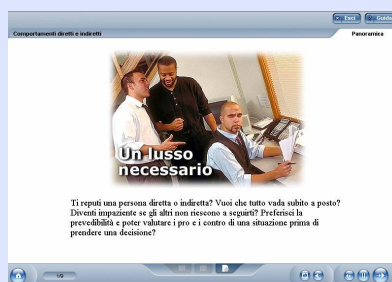 Esci Guida
Comportamenti diretti e indiretti Panoramica
Un lusso
necessario
Ti reputi una persona diretta o indiretta? Vuoi che tutto vada subito a posto?
Diventi impaziente se gli altri non riescono a seguirti? Preferisci la
prevedibilità e poter valutare i pro e i contro di una situazione prima di
prendere una decisione?
1/6